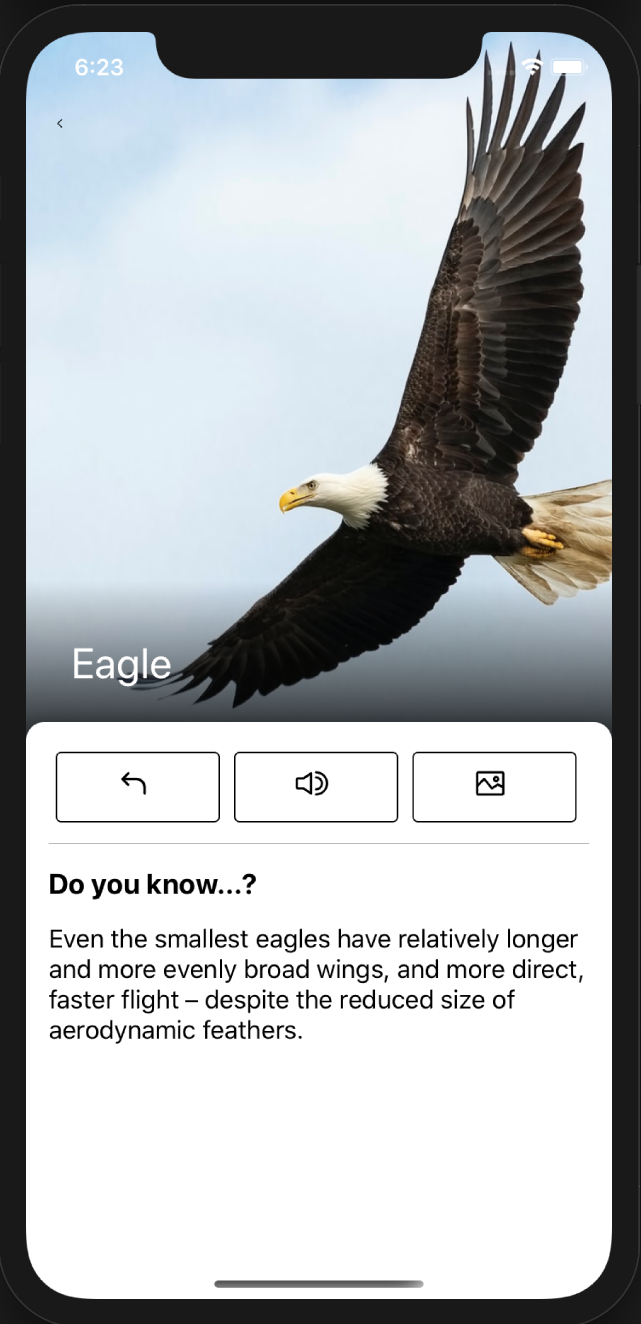 6:23
Eagle
Do you know...?
Even the smallest eagles have relatively longer
and more evenly broad wings, and more direct,
faster flight – despite the reduced size of
aerodynamic feathers.